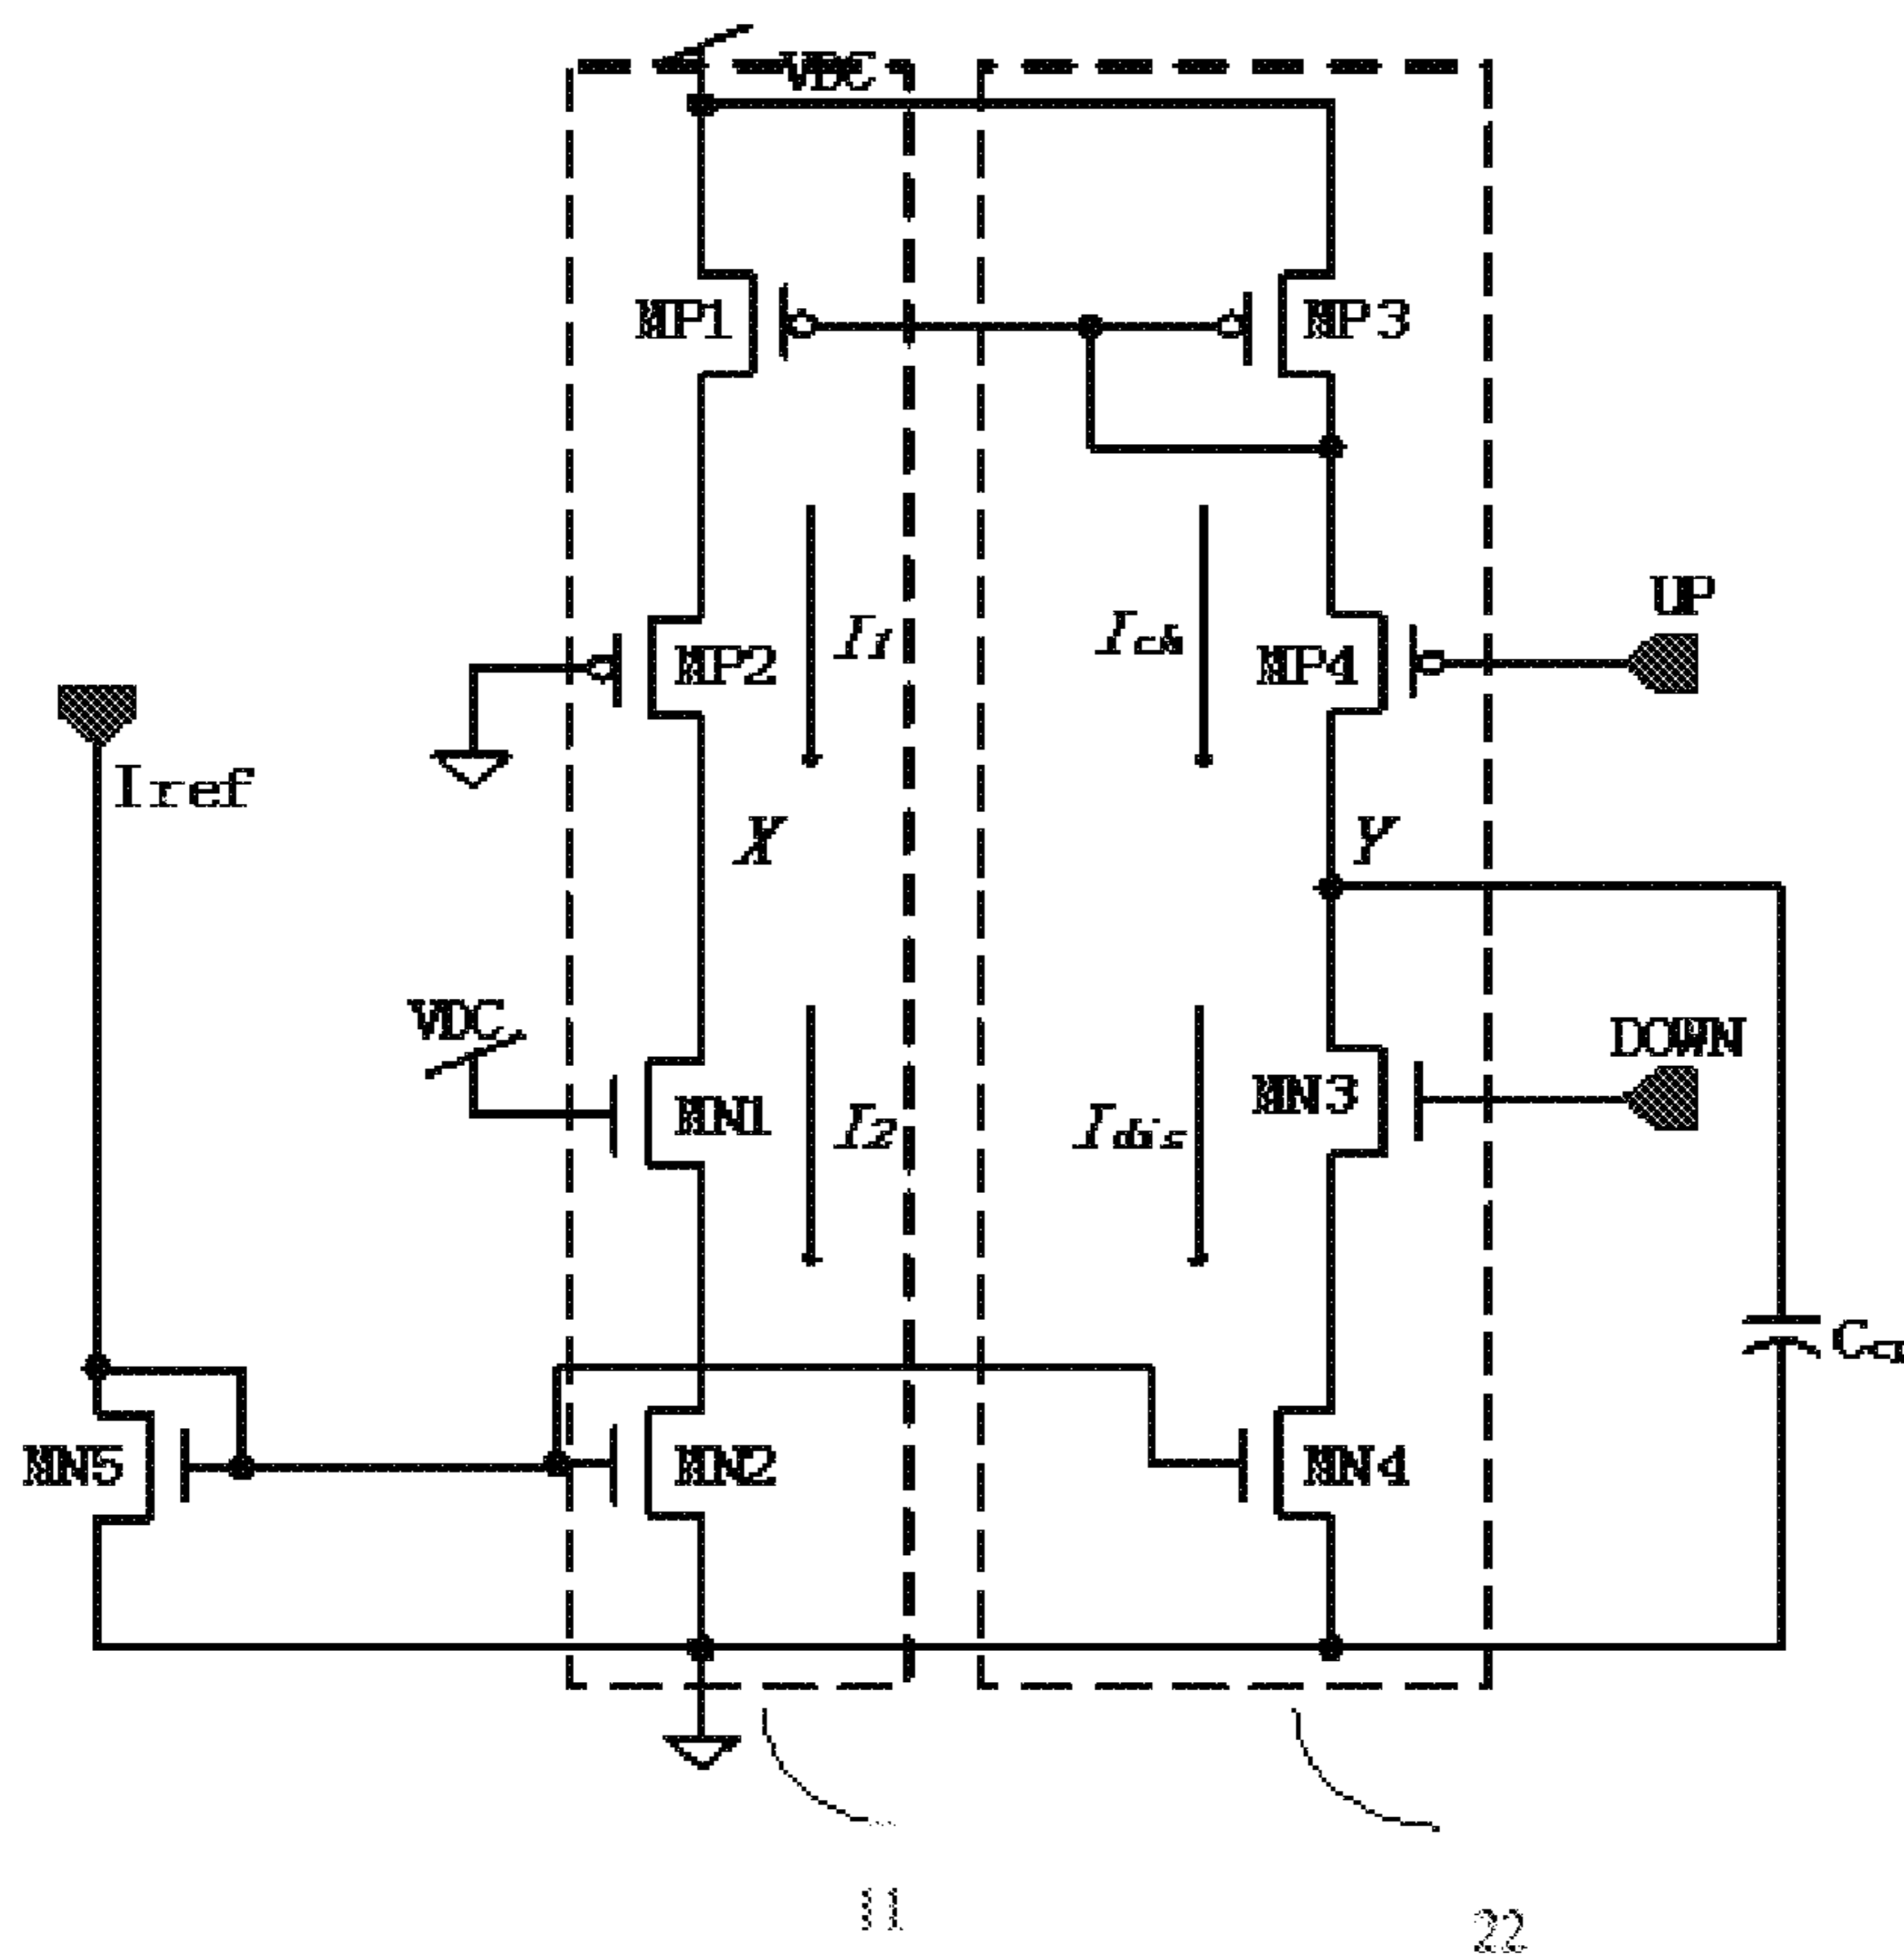 VDC
MP1
MP3
UP
I1
Ich
MP2
MP4
Iref
X
Y
VDC
DOWN
MN1
MN3
I2
Idis
MN5
MN2
MN4
11
22